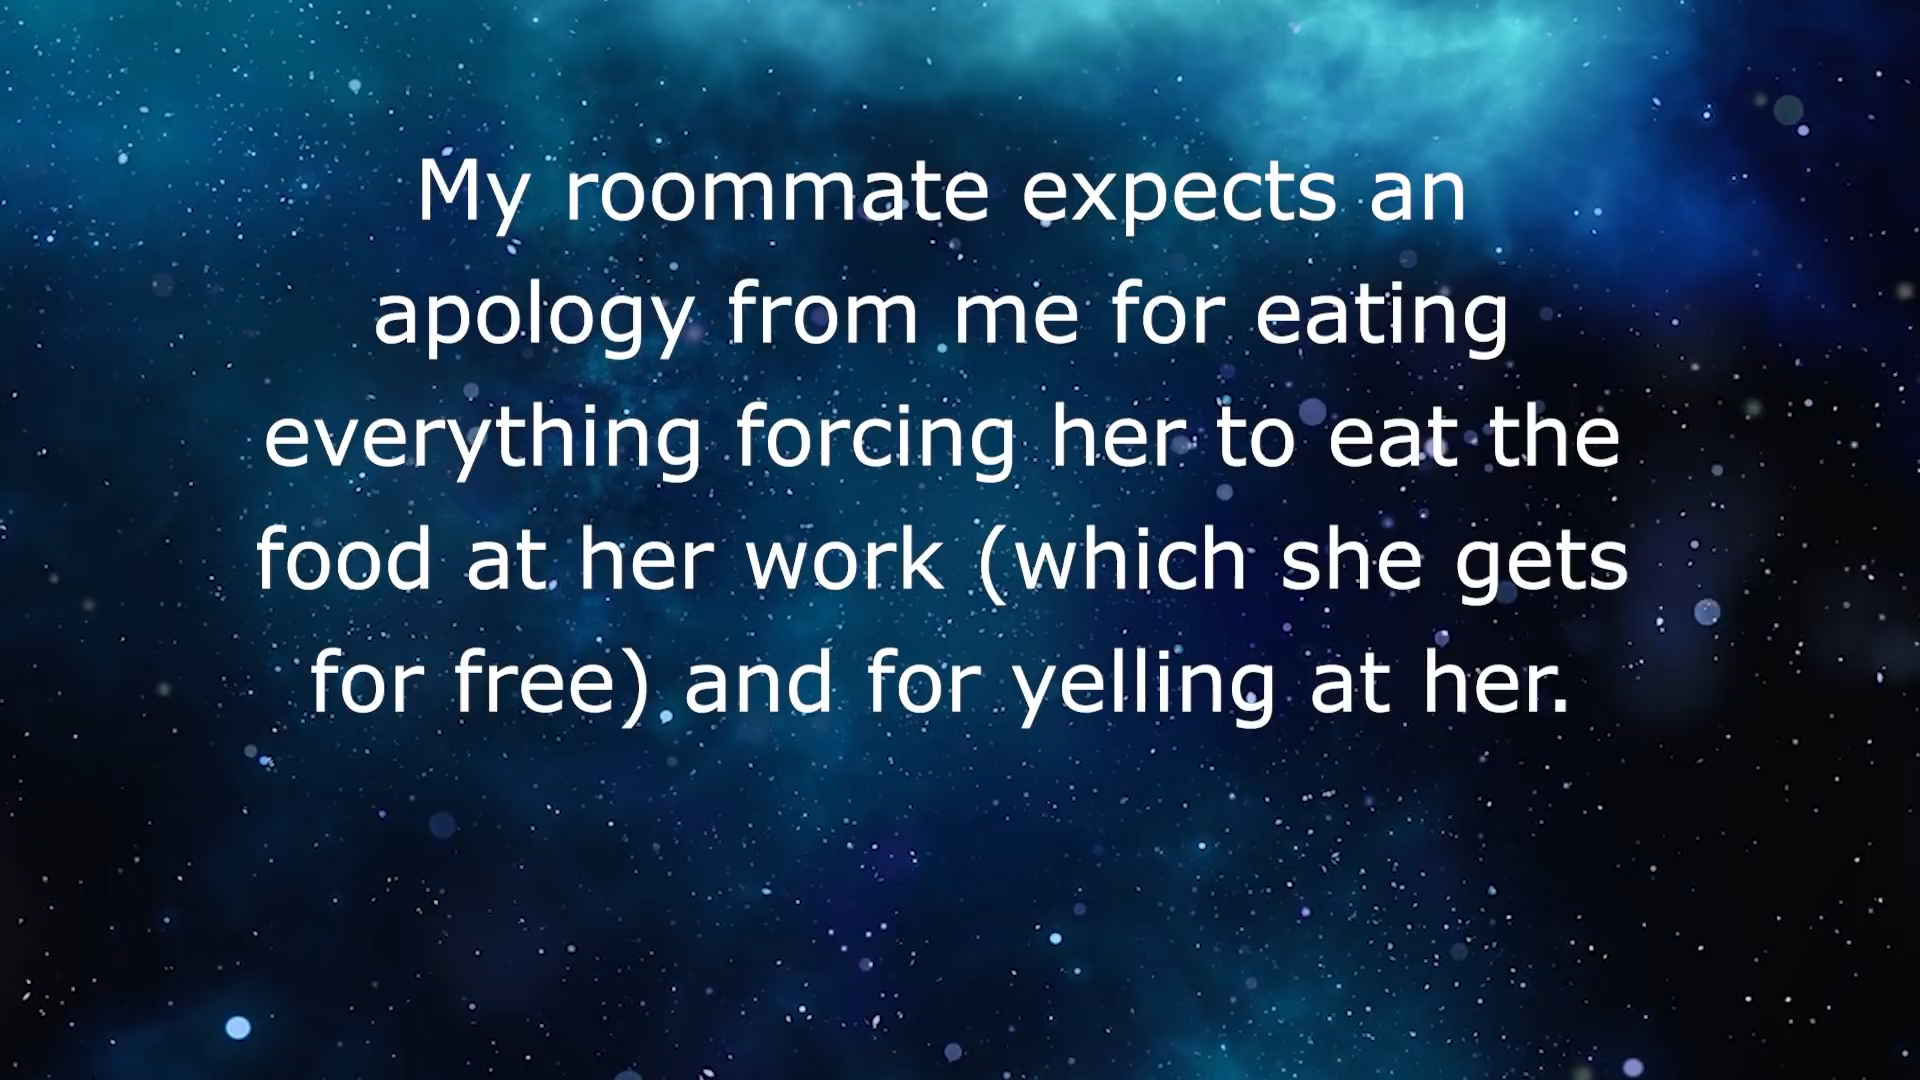 My roommate expects an
apology from me for eating
everything forcing her to eat the
food at her work (which she gets
for free) and for yelling at her.